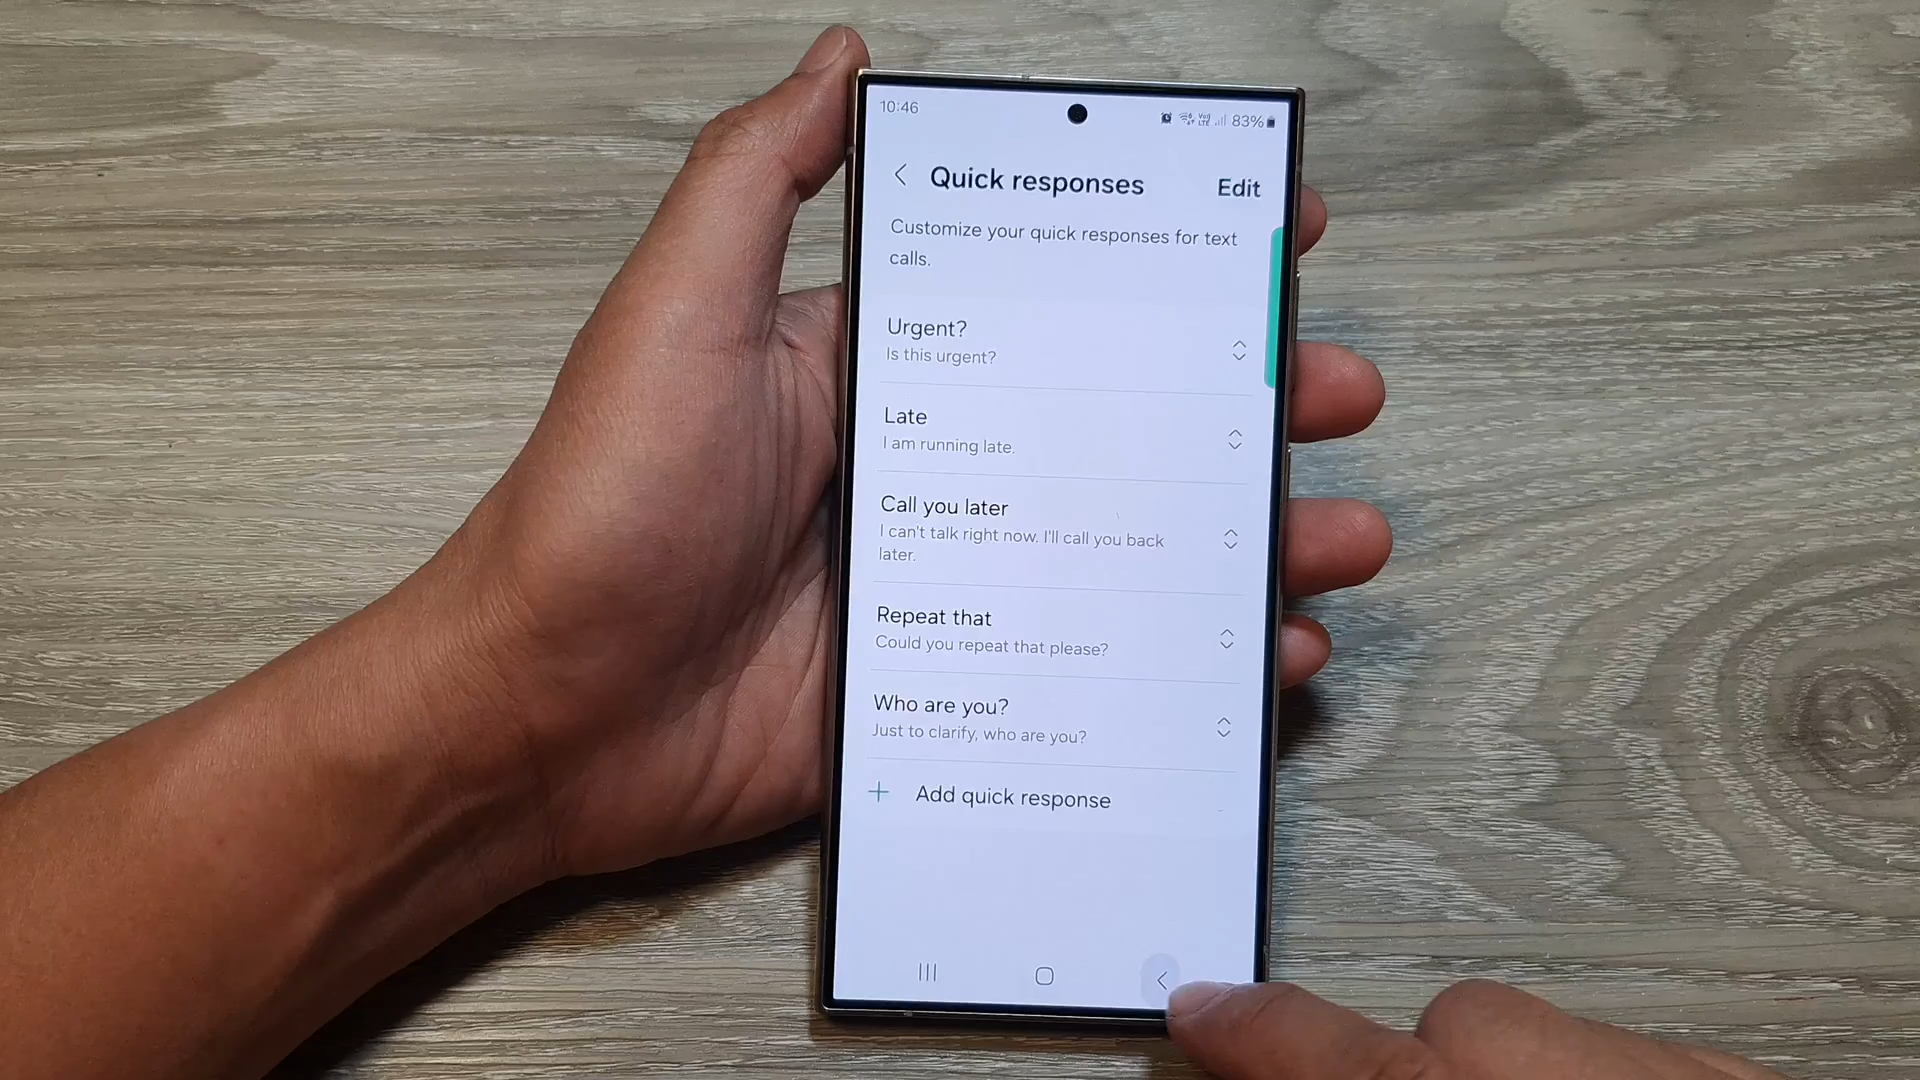 10:46
Vo))
LTE
83%
Quick responses
Edit
Customize your quick responses for text
calls.
Urgent?
Is this urgent?
Late
I am running late.
Call you later
I can't talk right now. I'll call you back
later.
Repeat that
Could you repeat that please?
Who are you?
Just to clarify, who are you?
Add quick response